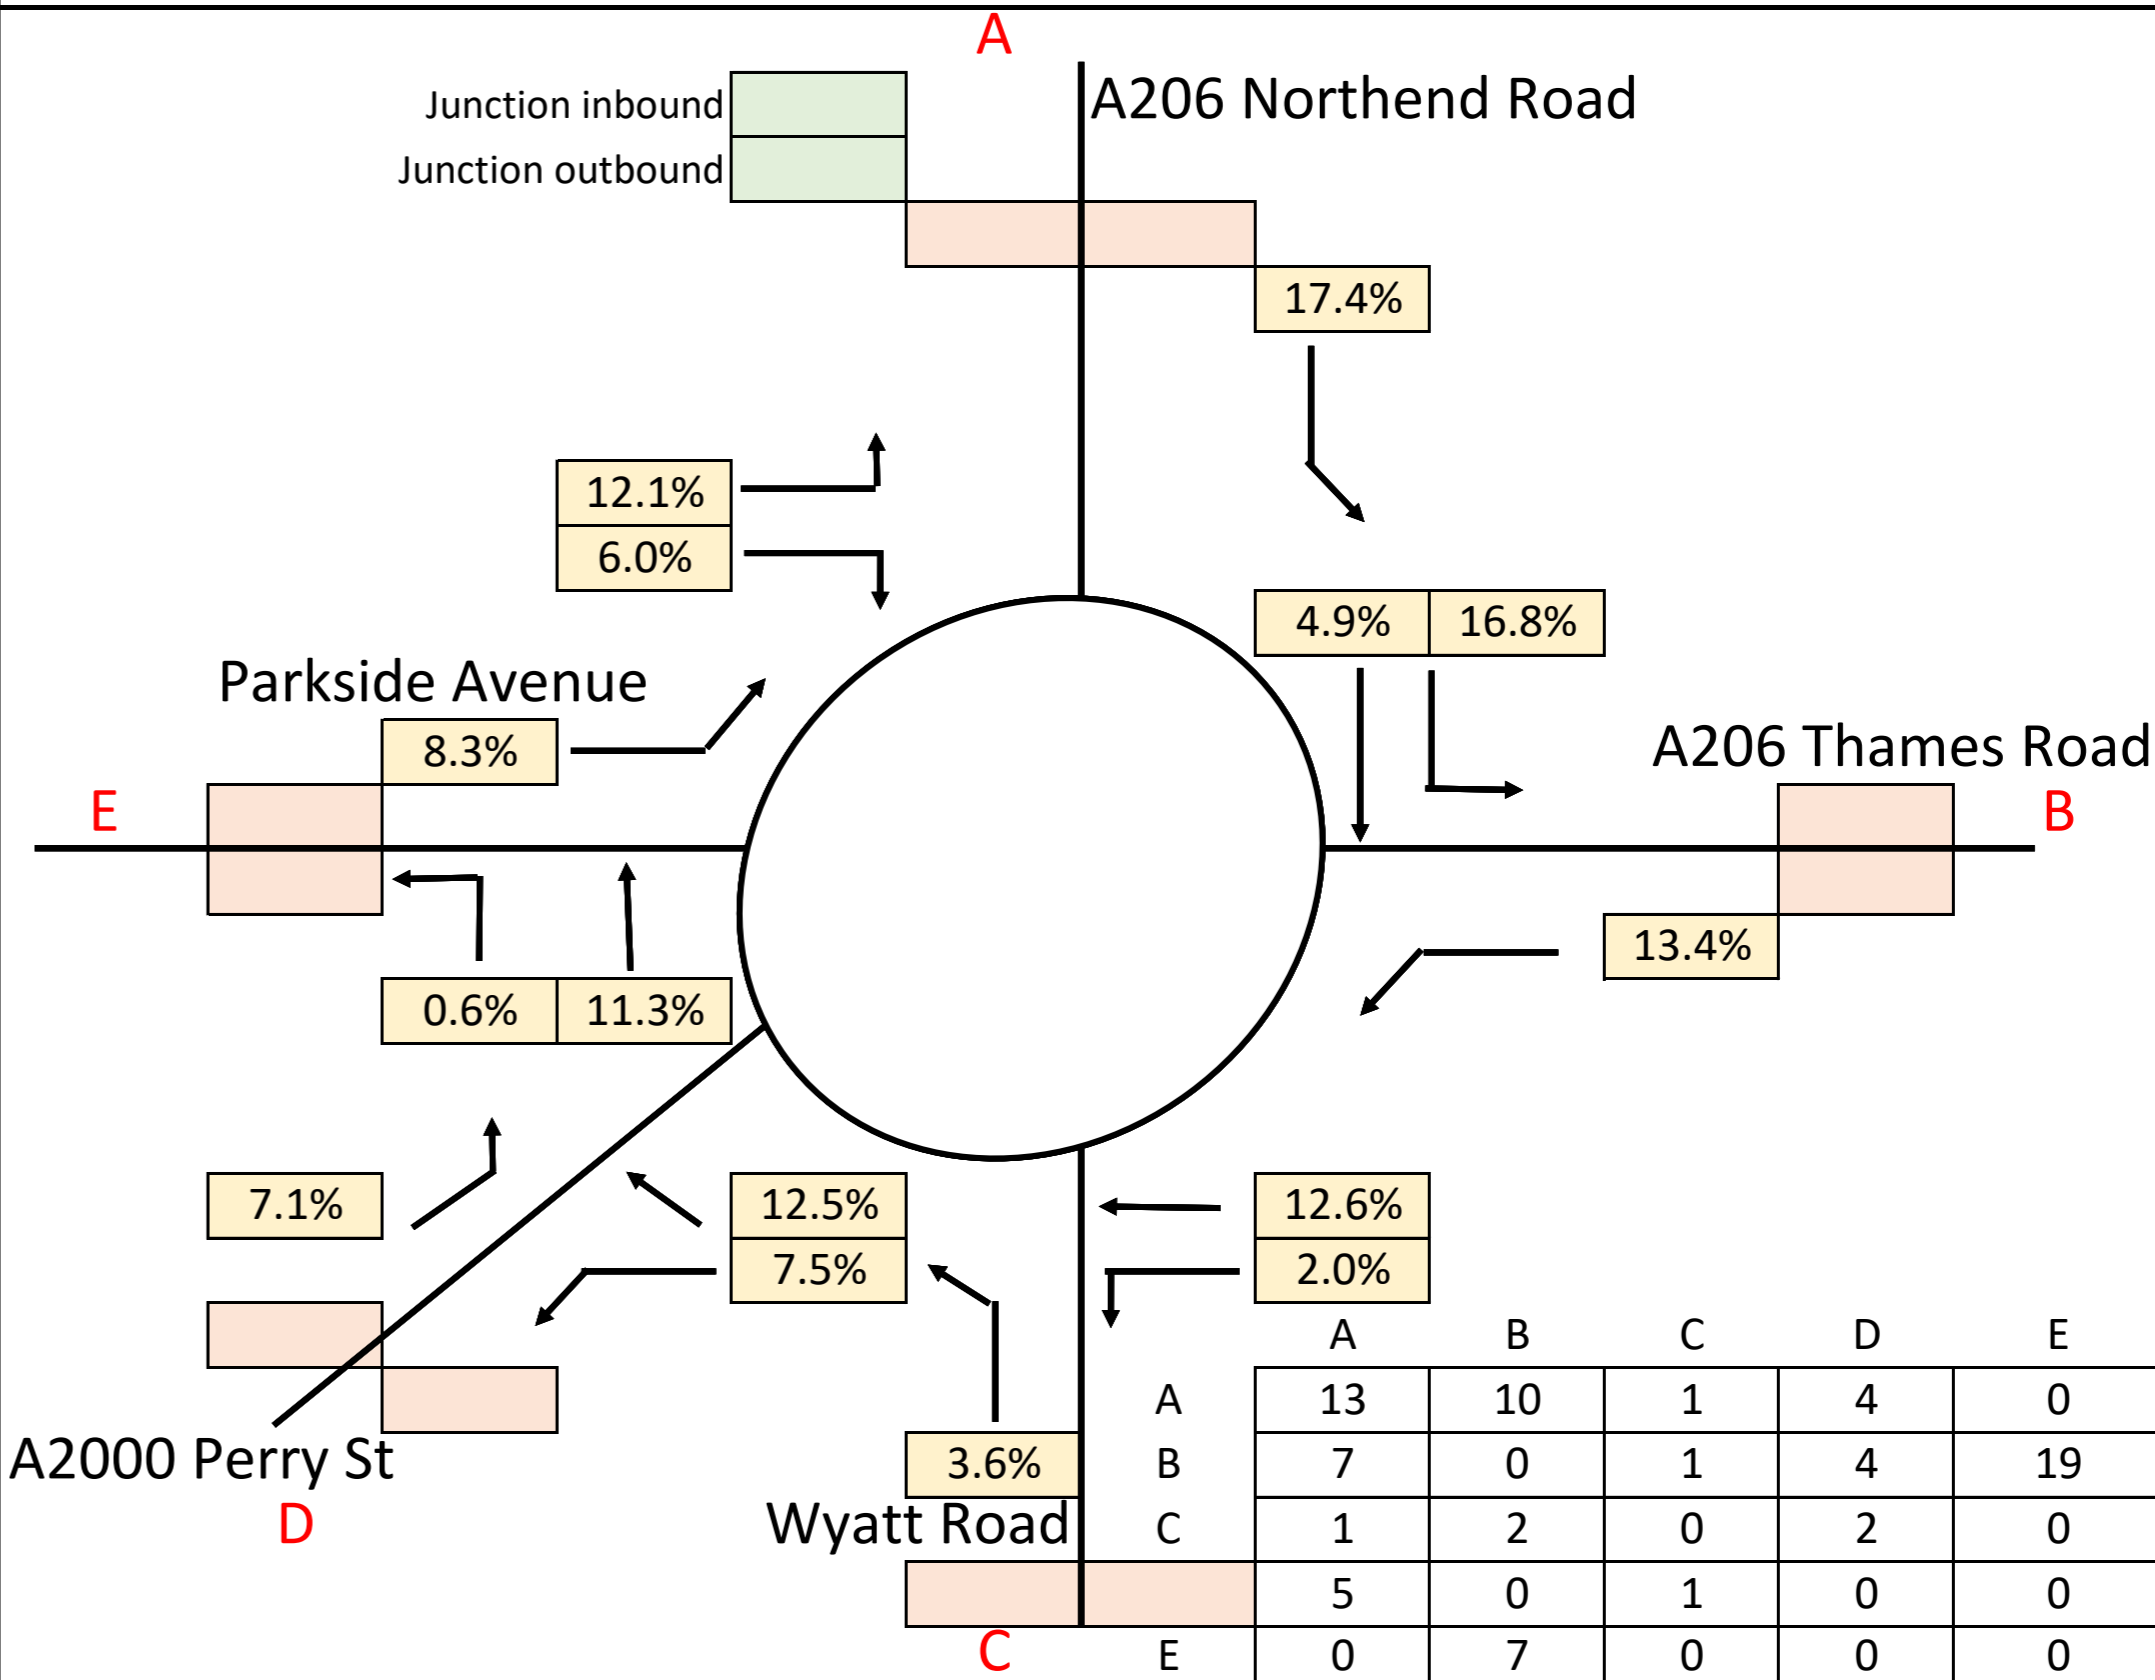 A
Junction inbound
A206 Northend Road
Junction outbound
17.4%
12.1%
6.0%
4.9% 16.8%
Parkside Avenue
8.3%
A206 Thames Road
E
B
13.4%
0.6% 11.3%
7.1%
12.5%
12.6%
7.5%
2.0%
A B C D E
A 13 10 1 4 0
A2000 Perry St
3.6%
B 7 0 1 4 19
D
Wyatt Road
C 1 2 0 2 0
5 0 1 0 0
C
E 0 7 0 0 0